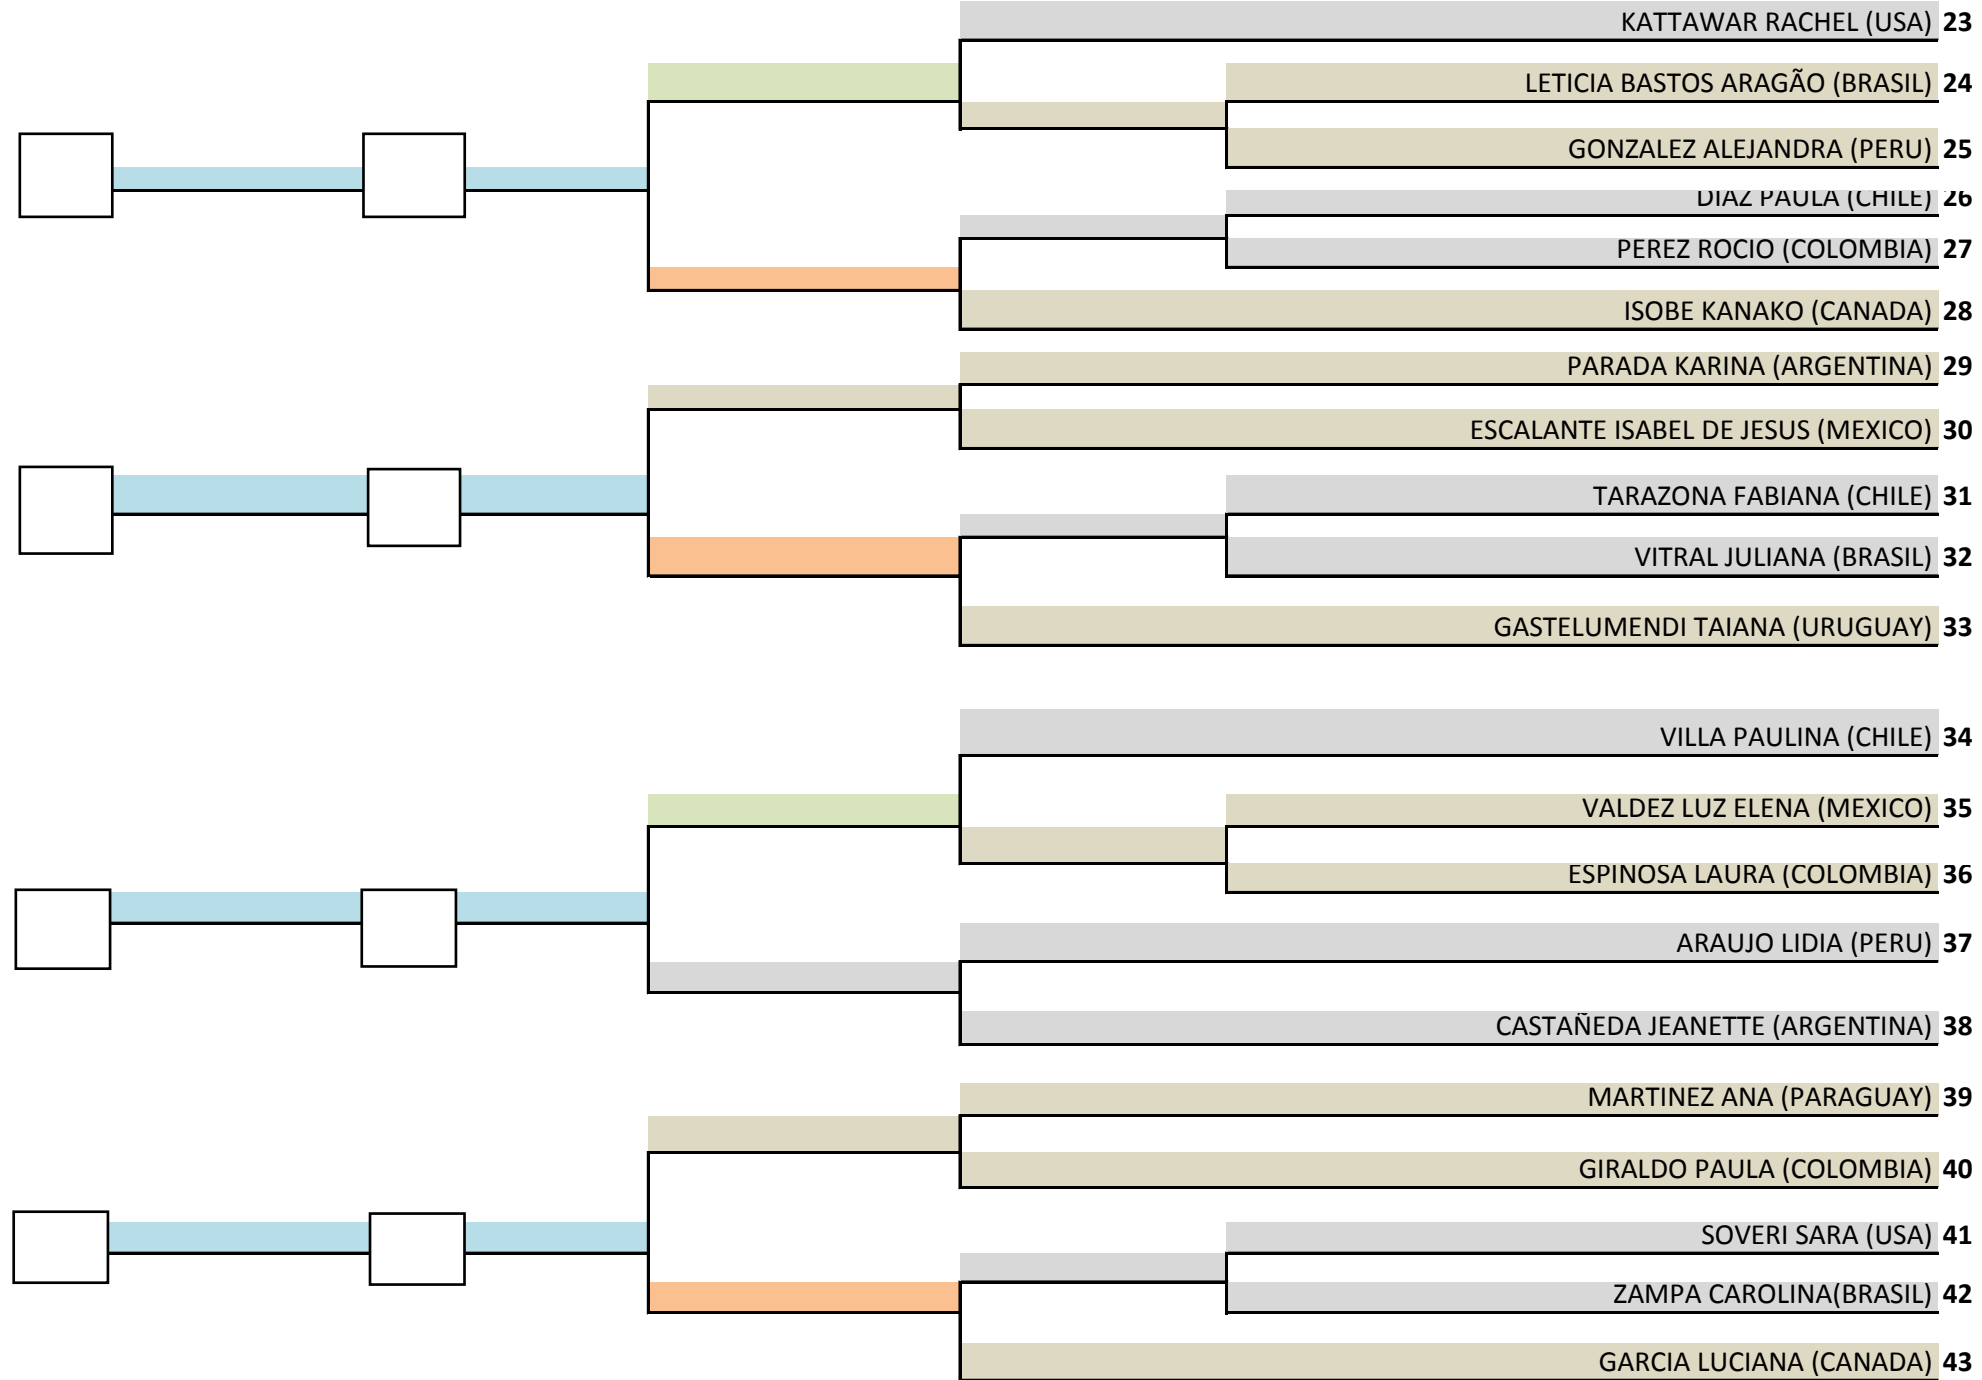 KATTAWAR RACHEL (USA) 23
LETICIA BASTOS ARAGÃO (BRASIL) 24
GONZALEZ ALEJANDRA (PERU) 25
DIAZ PAULA (CHILE) 26
PEREZ ROCIO (COLOMBIA) 27
ISOBE KANAKO (CANADA) 28
PARADA KARINA (ARGENTINA) 29
ESCALANTE ISABEL DE JESUS (MEXICO) 30
TARAZONA FABIANA (CHILE) 31
VITRAL JULIANA (BRASIL) 32
GASTELUMENDI TAIANA (URUGUAY) 33
VILLA PAULINA (CHILE) 34
VALDEZ LUZ ELENA (MEXICO) 35
ESPINOSA LAURA (COLOMBIA) 36
ARAUJO LIDIA (PERU) 37
CASTAÑEDA JEANETTE (ARGENTINA) 38
MARTINEZ ANA (PARAGUAY) 39
GIRALDO PAULA (COLOMBIA) 40
SOVERI SARA (USA) 41
ZAMPA CAROLINA(BRASIL) 42
GARCIA LUCIANA (CANADA) 43